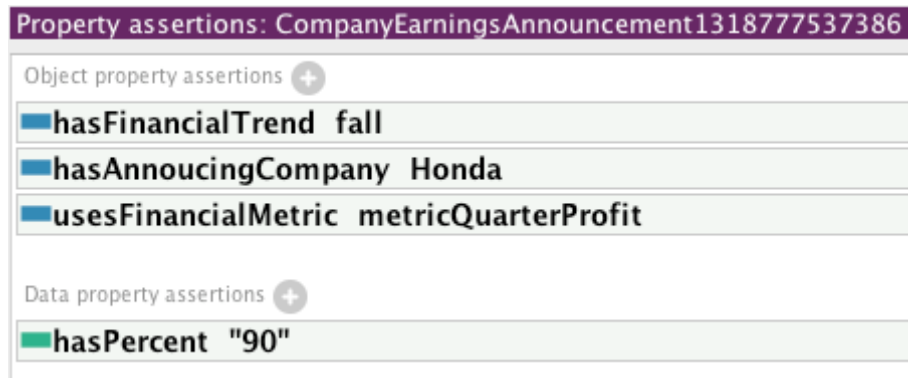 Property assertions: CompanyEarningsAnnouncement1318777537386
Object property assertions
hasFinancialTrend fall
hasAnnoucingCompany Honda
usesFinancialMetric metricQuarterProfit
Data property assertions
hasPercent "90"